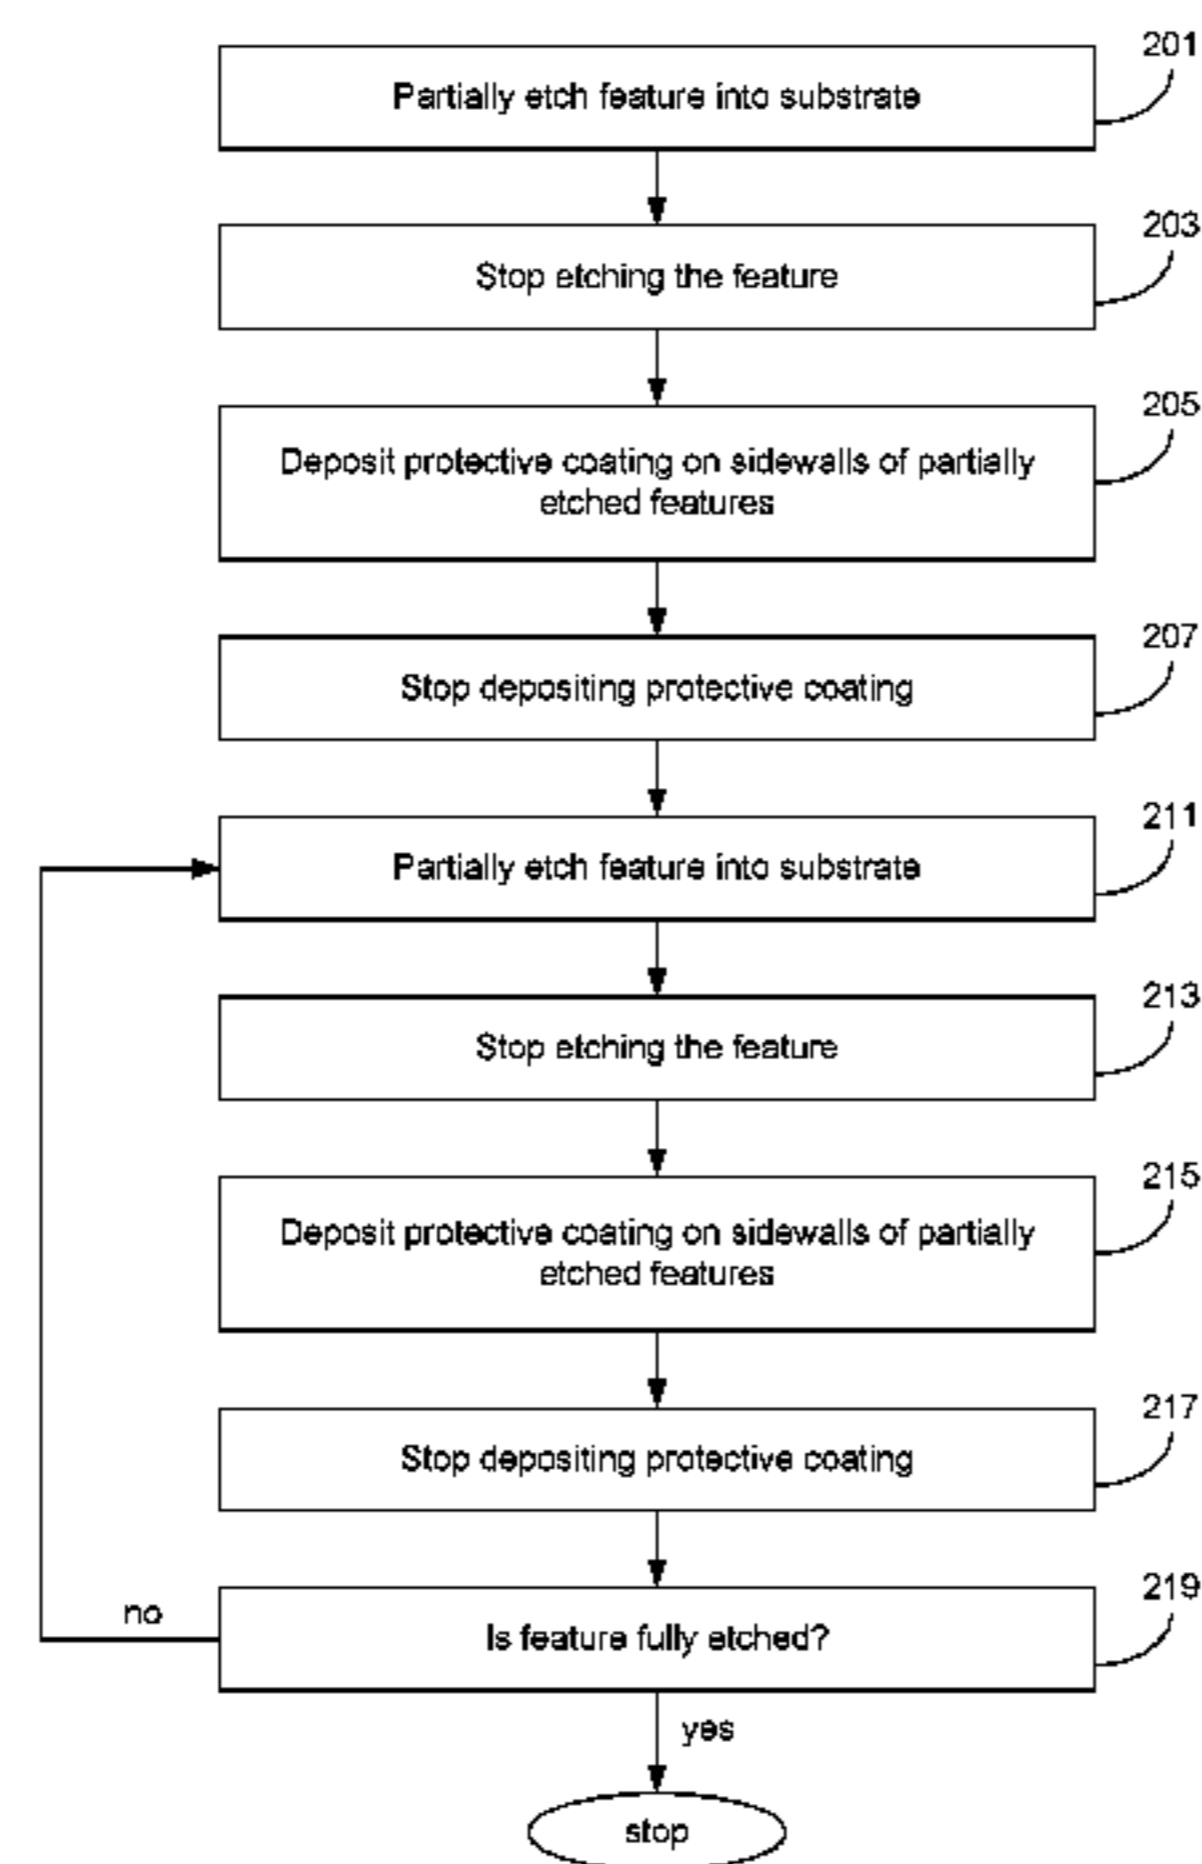 201
Partially etch feature into substrate
203
Stop etching the feature
205
Deposit protective coating on sidewalls of partially
etched features
207
Stop depositing protective coating
211
Partially etch feature into substrate
213
Stop etching the feature
215
Deposit protective coating on sidewalls of partially
etched features
217
Stop depositing protective coating
219
no
Is feature fully etched?
yes
stop